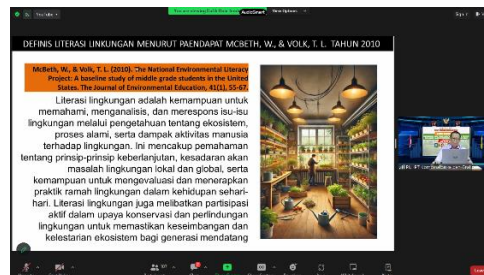 DEFINIS LITERASI LINKUNGAN MENURUT PAENDAPAT MCBETH, W., & VOLK, T. L. TAHUN 2010
McBeth, W., & Volk, T. L. (2010). The National Environmental Literacy
Project: A baseline study of middle grade students in the United
States. The Journal of Environmental Education, 41(1), 55-67.
Literasi lingkungan adalah kemampuan untuk
memahami, menganalisis, dan merespons isu-isu
lingkungan melalui pengetahuan tentang ekosistem,
proses alami, serta dampak aktivitas manusia
terhadap lingkungan. Ini mencakup pemahaman
tentang prinsip-prinsip keberlanjutan, kesadaran akan
masalah lingkungan lokal dan global, serta
kemampuan untuk mengevaluasi dan menerapkan
praktik ramah lingkungan dalam kehidupan sehari-
hari. Literasi lingkungan juga melibatkan partisipasi
aktif dalam upaya konservasi dan perlindungan
lingkungan untuk memastikan keseimbangan dan
kelestarian ekosistem bagi generasi mendatang